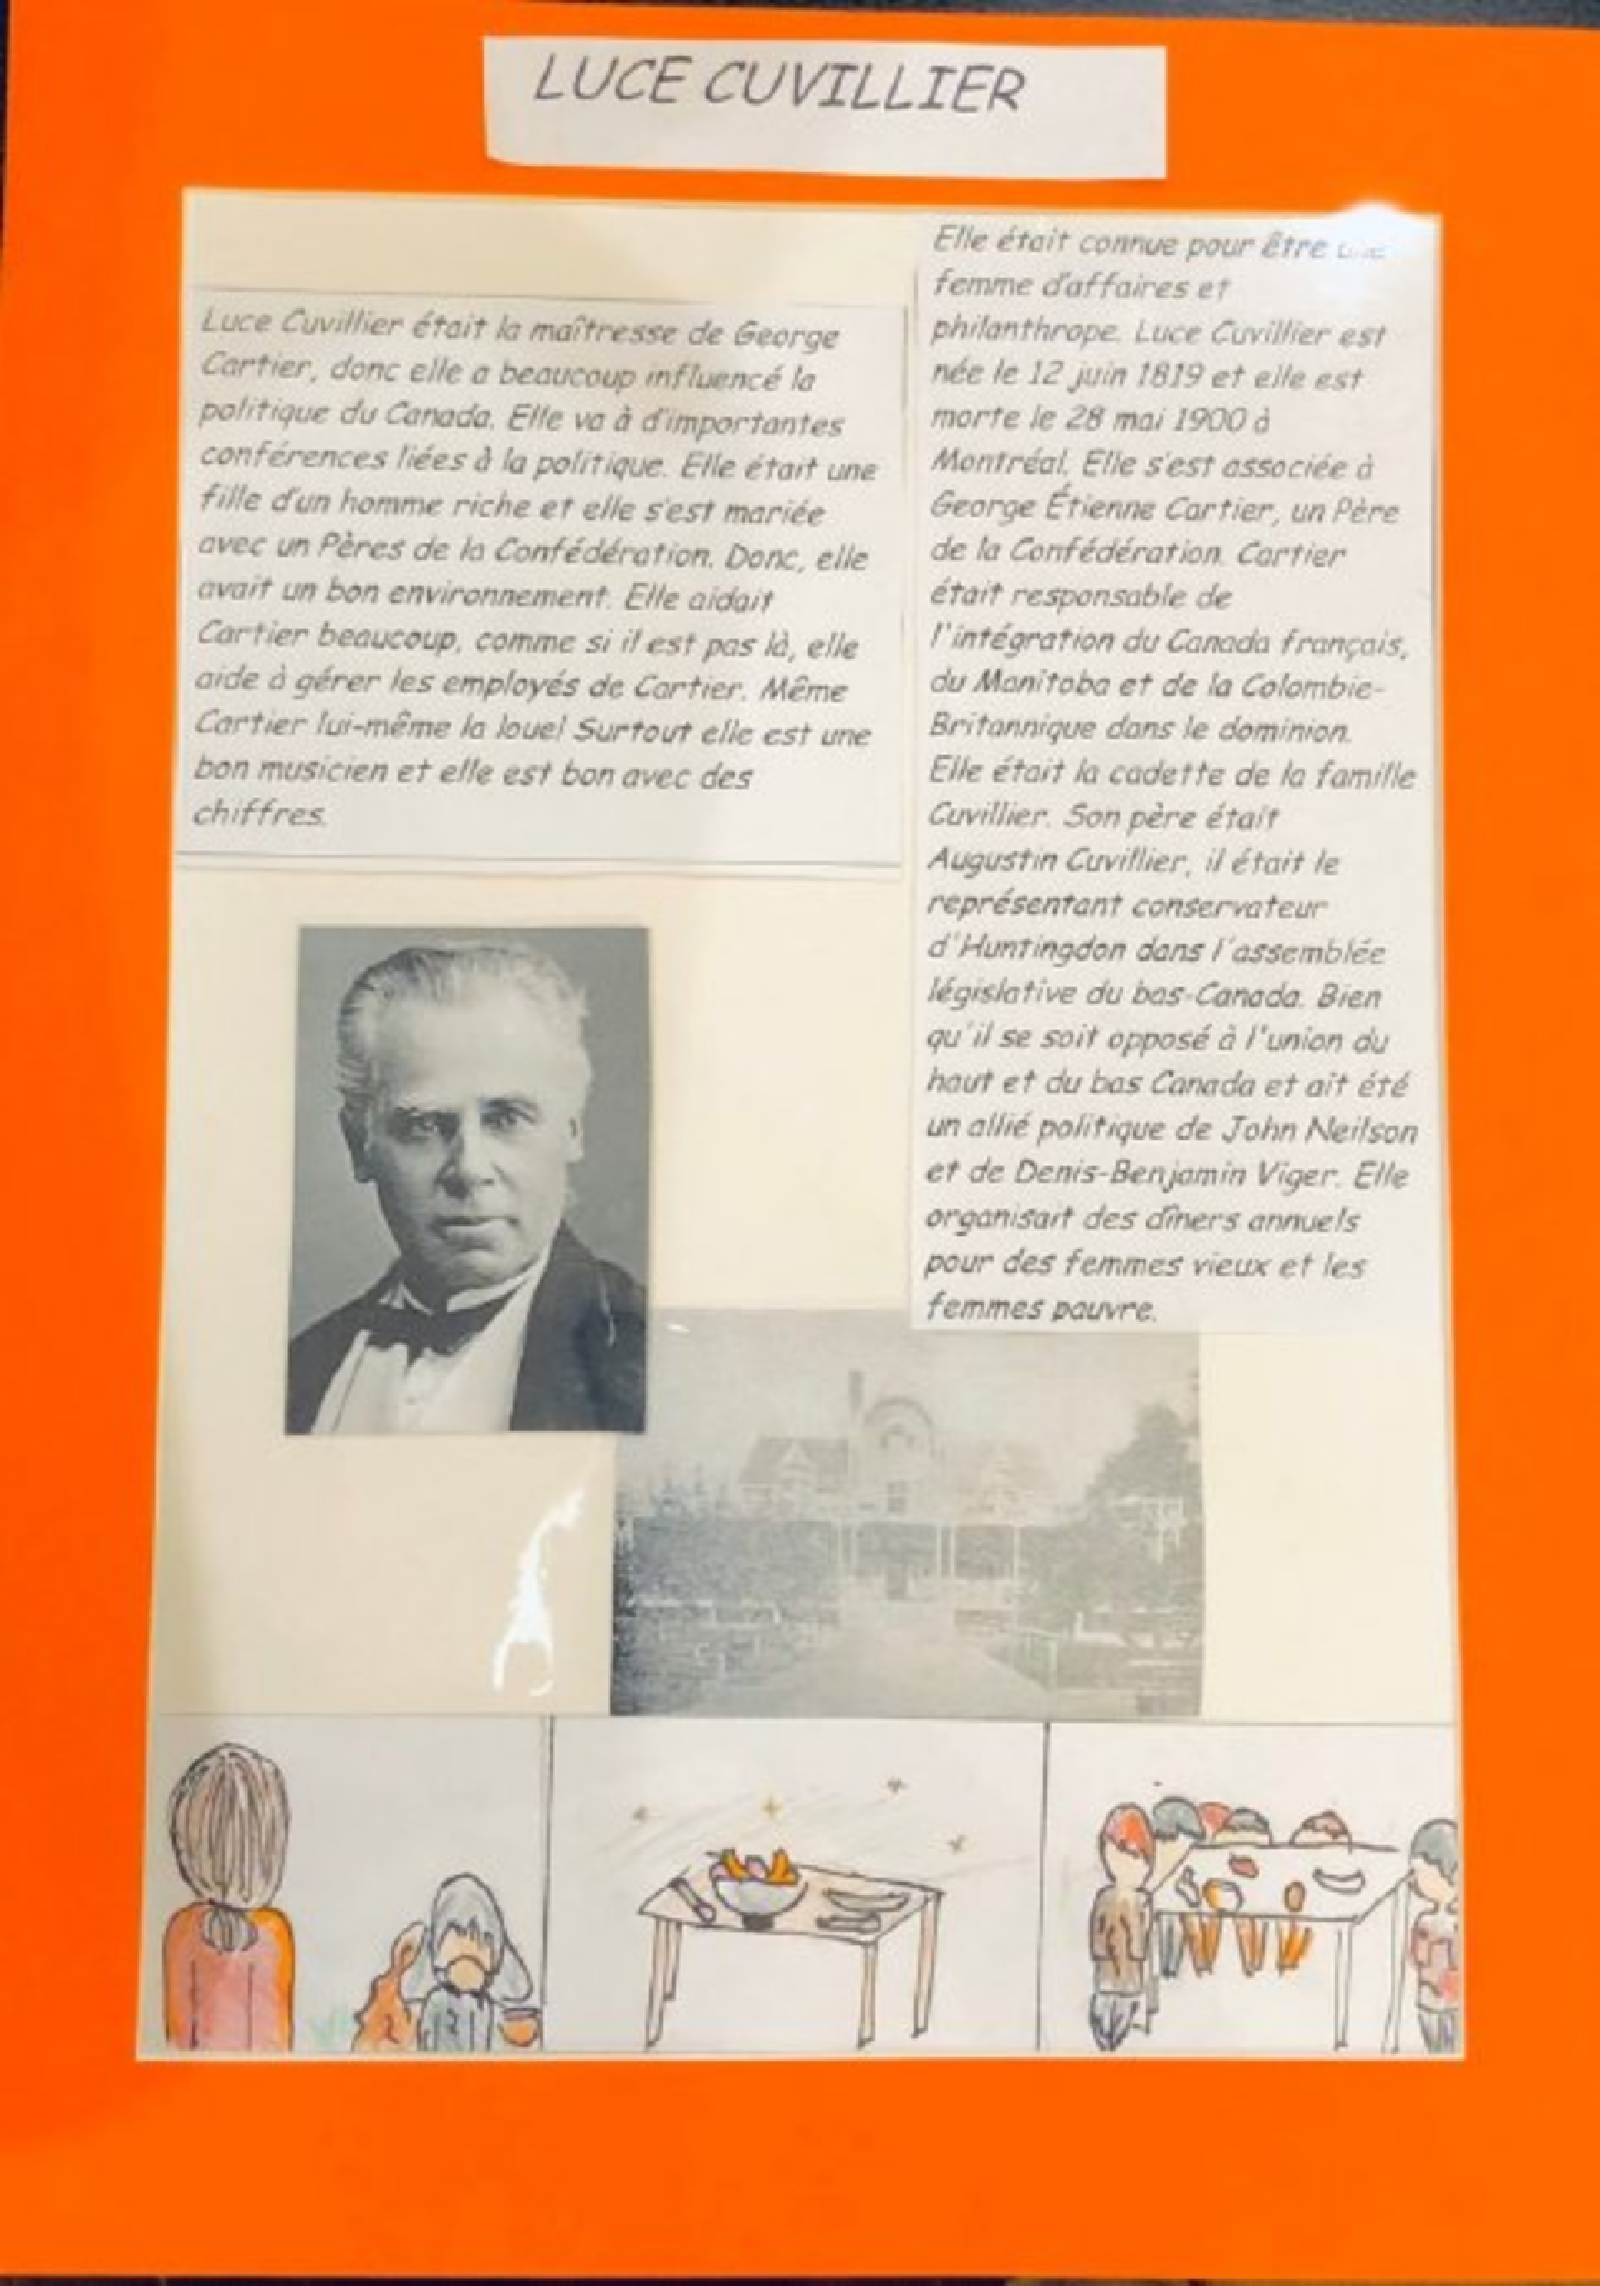 LUCE CUVILLIER
Luce Cuvillier était la maîtresse de George
Cartier, donc elle a beaucoup influencé la
politique du Canada. Elle va à d'importantes
conférences liées à la politique. Elle était une
fille d'un homme riche et elle s'est mariée
avec un Pères de la Confédération. Donc, elle
avait un bon environnement. Elle aidait
Cartier beaucoup, comme si il est pas là, elle
aide à gérer les employés de Cartier. Même
Cartier lui-même la loue! Surtout elle est une
bon musicien et elle est bon avec des
chiffres.
Elle était connue pour être
femme d'affaires et
philanthrope. Luce Cuvillier est
née le 12 juin 1819 et elle est
morte le 28 mai 1900 à
Montréal. Elle s'est associée à
George Étienne Cartier, un Père
de la Confédération. Cartier
était responsable de
l'intégration du Canada français,
du Manitoba et de la Colombie-
Britannique dans le dominion.
Elle était la cadette de la famille
Cuvillier. Son père était
Augustin Cuvillier, il était le
représentant conservateur
d'Huntingdon dans l'assemblée
législative du bas-Canada. Bien
qu'il se soit opposé à l'union du
haut et du bas Canada et ait été
un allié politique de John Neilson
et de Denis-Benjamin Viger. Elle
organisait des dîners annuels
pour des femmes vieux et les
femmes pauvre.